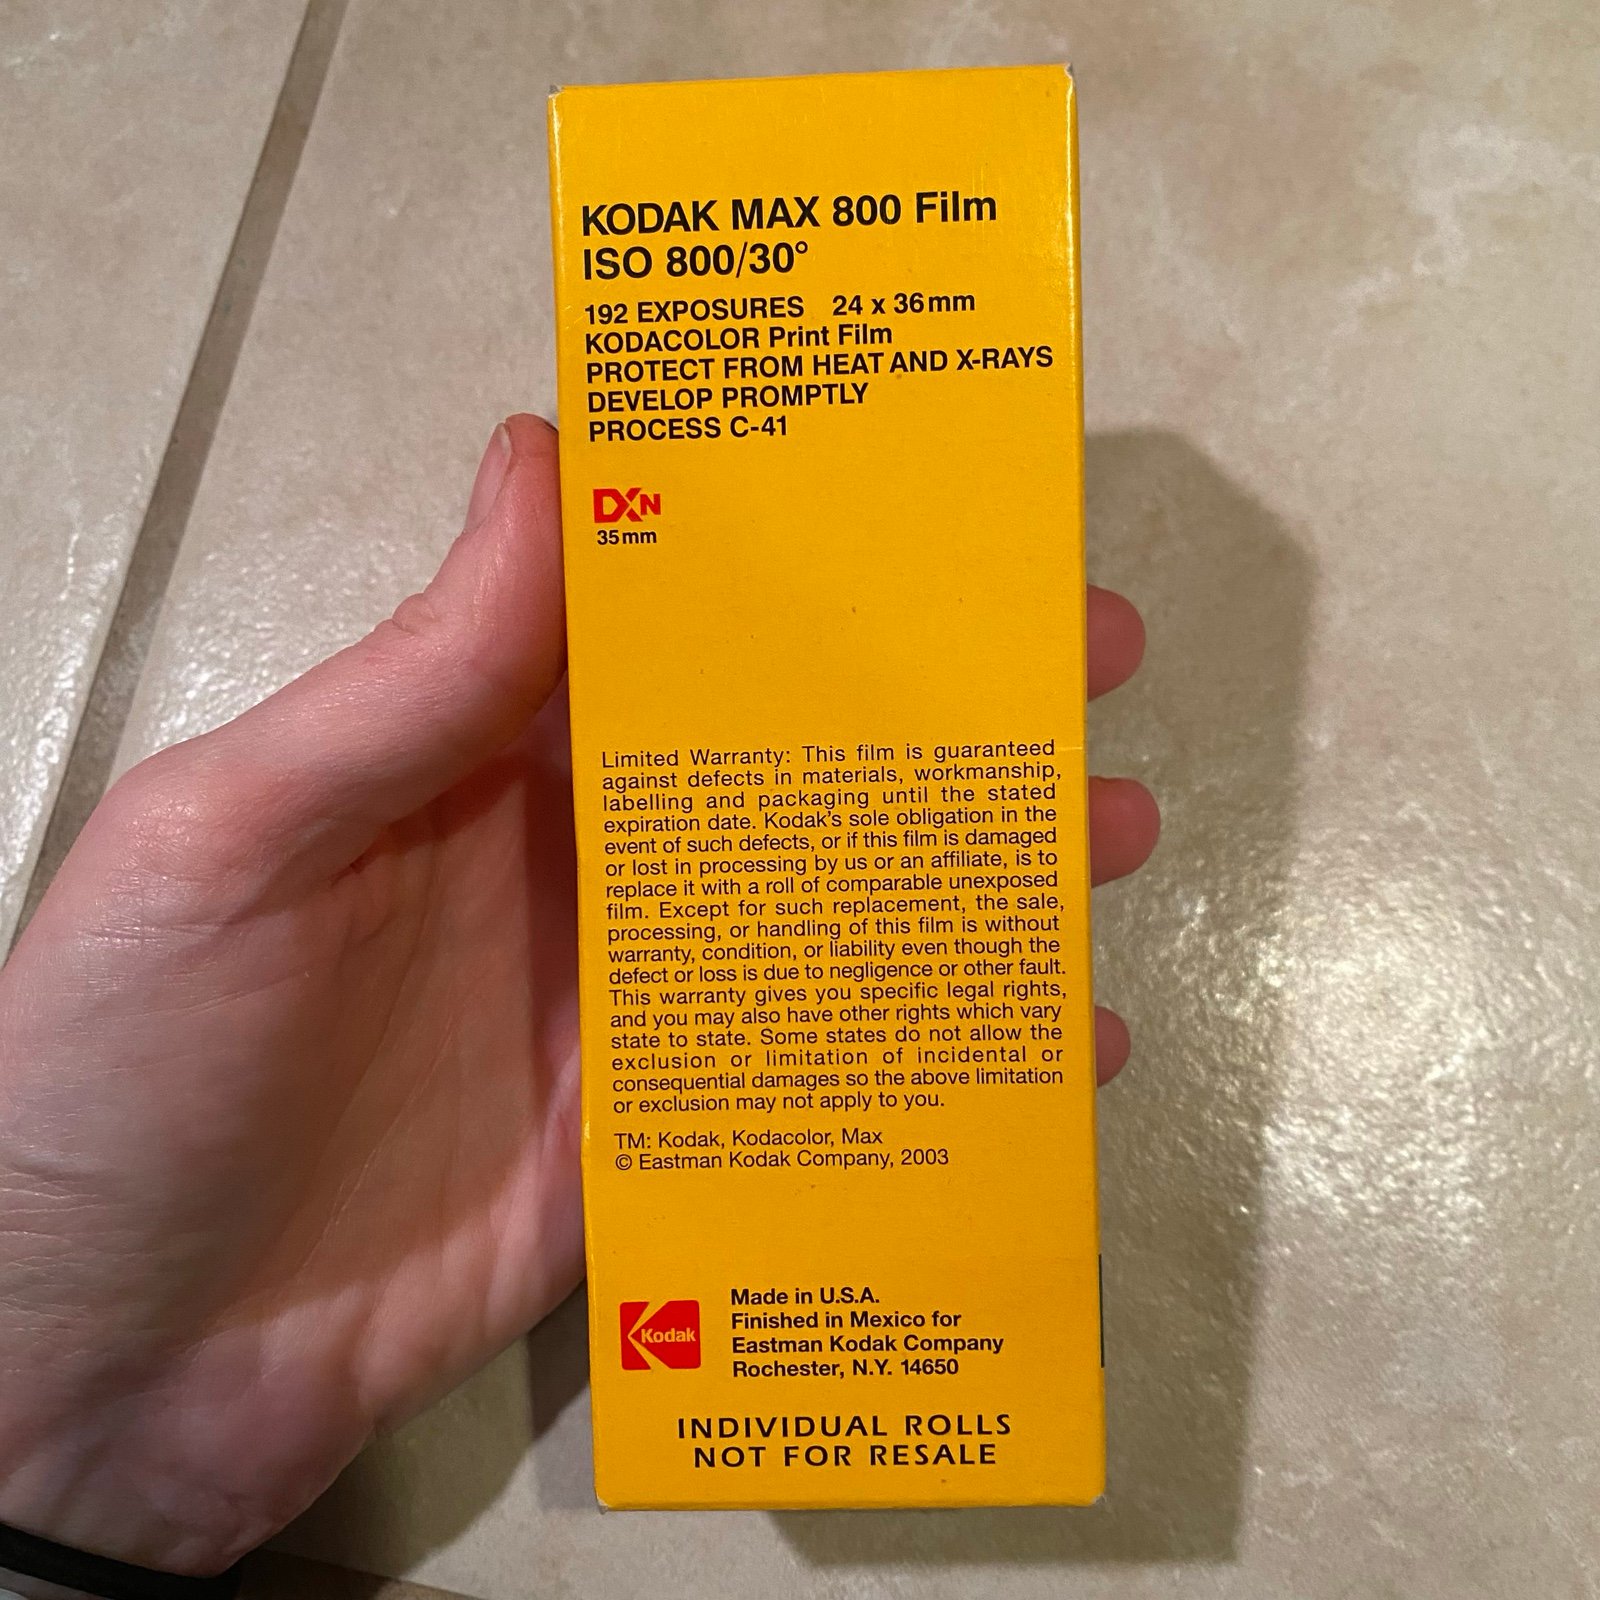 KODAK MAX 800 Film
ISO 800/30°
192 EXPOSURES 24 x 36mm
KODACOLOR Print Film
PROTECT FROM HEAT AND X-RAYS
DEVELOP PROMPTLY
PROCESS C-41
DXN
35mm
Limited Warranty: This film is guaranteed
against defects in materials, workmanship,
labelling and packaging until the stated
expiration date. Kodak's sole obligation in the
event of such defects, or if this film is damaged
or lost in processing by us or an affiliate, is to
replace it with a roll of comparable unexposed
film. Except for such replacement, the sale,
processing, or handling of this film is without
warranty, condition, or liability even though the
defect or loss is due to negligence or other fault.
This warranty gives you specific legal rights,
and you may also have other rights which vary
state to state. Some states do not allow the
exclusion or limitation of incidental or
consequential damages so the above limitation
or exclusion may not apply to you.
TM: Kodak, Kodacolor, Max
© Eastman Kodak Company, 2003
Kodak
Made in U.S.A.
Finished in Mexico for
Eastman Kodak Company
Rochester, N.Y. 14650
INDIVIDUAL ROLLS
NOT FOR RESALE